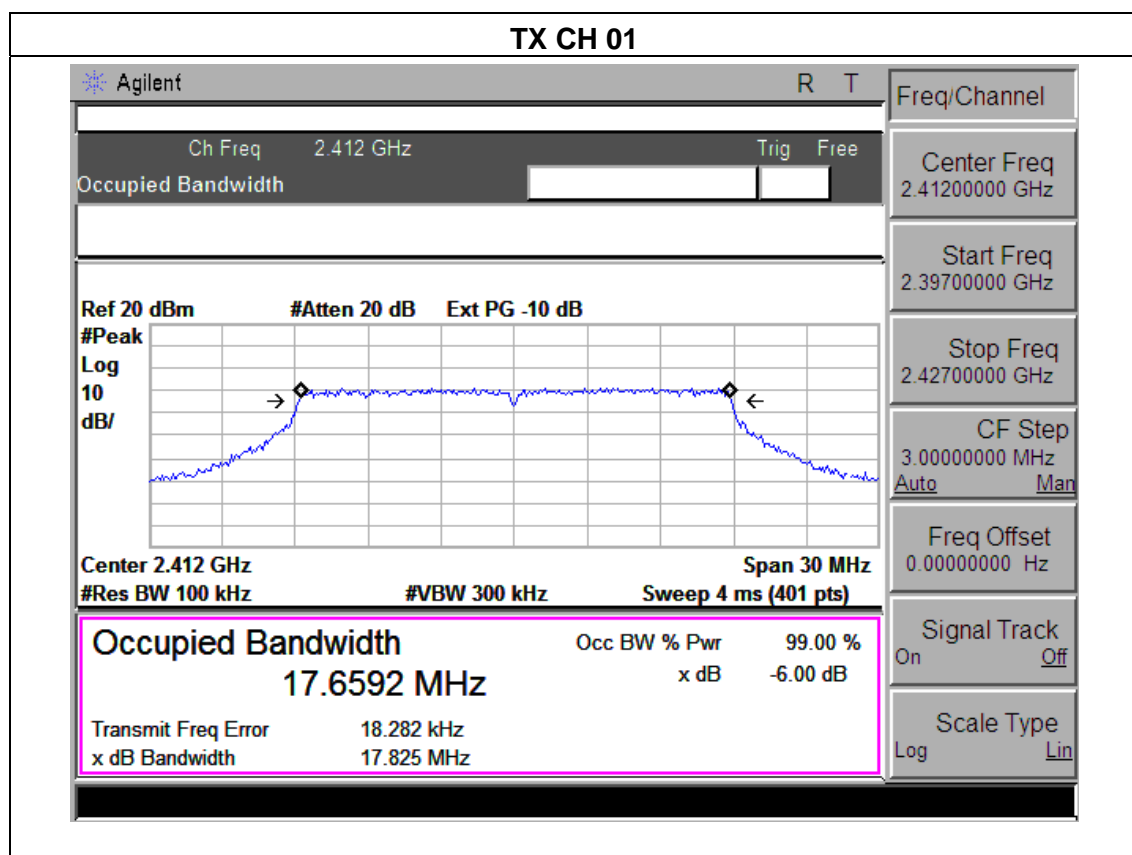 TX CH 01
Agilent R T
Ch Freq 2.412 GHz Trig Free
Occupied Bandwidth
Ref 20 dBm #Atten 20 dB Ext PG -10 dB
#Peak
Log
10
dB/
Center 2.412 GHz Span 30 MHz
#Res BW 100 kHz #VBW 300 kHz Sweep 4 ms (401 pts)
Occupied Bandwidth Occ BW % Pwr 99.00 %
17.6592 MHz x dB -6.00 dB
Transmit Freq Error 18.282 kHz
x dB Bandwidth 17.825 MHz
Freq/Channel
Center Freq
2.41200000 GHz
Start Freq
2.39700000 GHz
Stop Freq
2.42700000 GHz
CF Step
3.00000000 MHz
Auto Man
Freq Offset
0.00000000 Hz
Signal Track
On Off
Scale Type
Log Lin